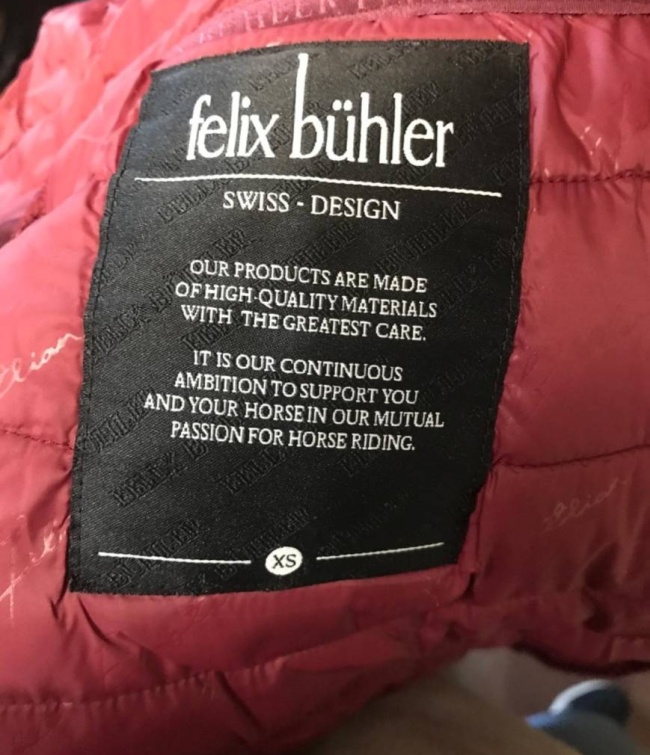 felix bühler
SWISS - DESIGN
OUR PRODUCTS ARE MADE
OF HIGH-QUALITY MATERIALS
WITH THE GREATEST CARE.
IT IS OUR CONTINUOUS
AMBITION TO SUPPORT YOU
AND YOUR HORSE IN OUR MUTUAL
PASSION FOR HORSE RIDING.
XS